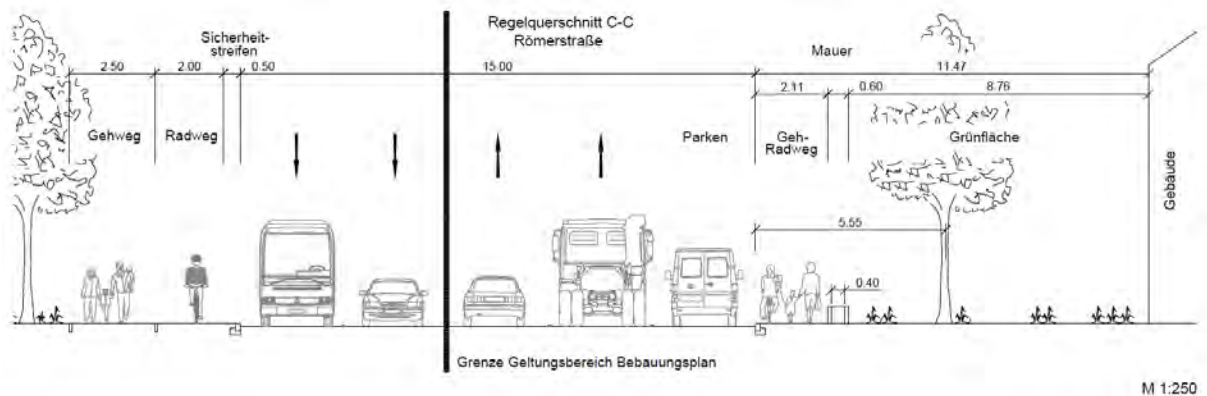 Regelquerschnitt C-C
Römerstraße
Sicherheit-
streifen
Mauer
2.50 2.00 0.50 15.00 11.47
2.11 0.60 8.76
Gehweg Radweg Parken Geh-
Radweg Grünfläche
Gebäude
5.55
0.40
Grenze Geltungsbereich Bebauungsplan
M 1:250